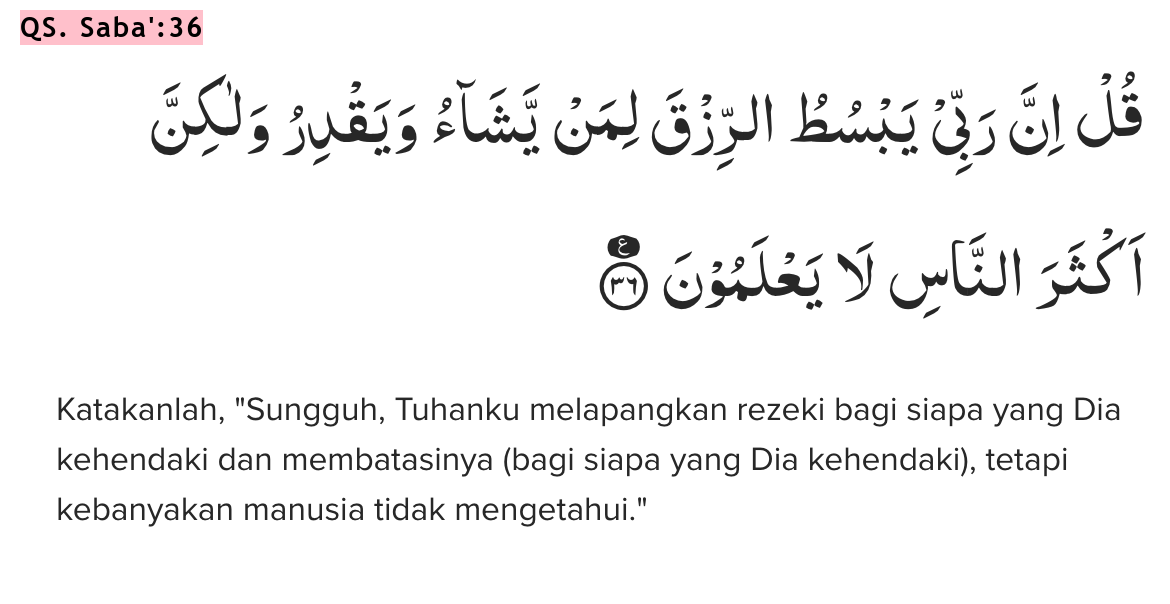 QS. Saba':36
قُلْ اِنَّ رَبِّيْ يَبْسُطُ الرِّزْقَ لِمَنْ يَّشَاۤءُ وَيَقْدِرُ وَلٰكِنَّ
اَكْثَرَ النَّاسِ لَا يَعْلَمُوْنَ ࣖ ٣٦
Katakanlah, "Sungguh, Tuhanku melapangkan rezeki bagi siapa yang Dia
kehendaki dan membatasinya (bagi siapa yang Dia kehendaki), tetapi
kebanyakan manusia tidak mengetahui."